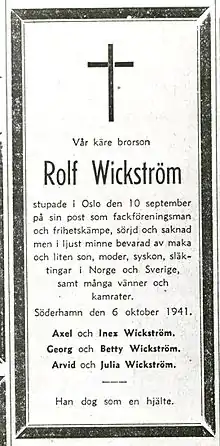 Vår käre brorson
Rolf Wickström
stupade i Oslo den 10 september
på sin post som fackföreningsman
och frihetskämpe, sörjd och saknad
men i ljust minne bevarad av maka
och liten son, moder, syskon, släk-
tingar i Norge och Sverige,
samt många vänner och
kamrater.
Söderhamn den 6 oktober 1941.
Axel och Inez Wickström.
Georg och Betty Wickström.
Arvid och Julia Wickström.
Han dog som en hjälte.